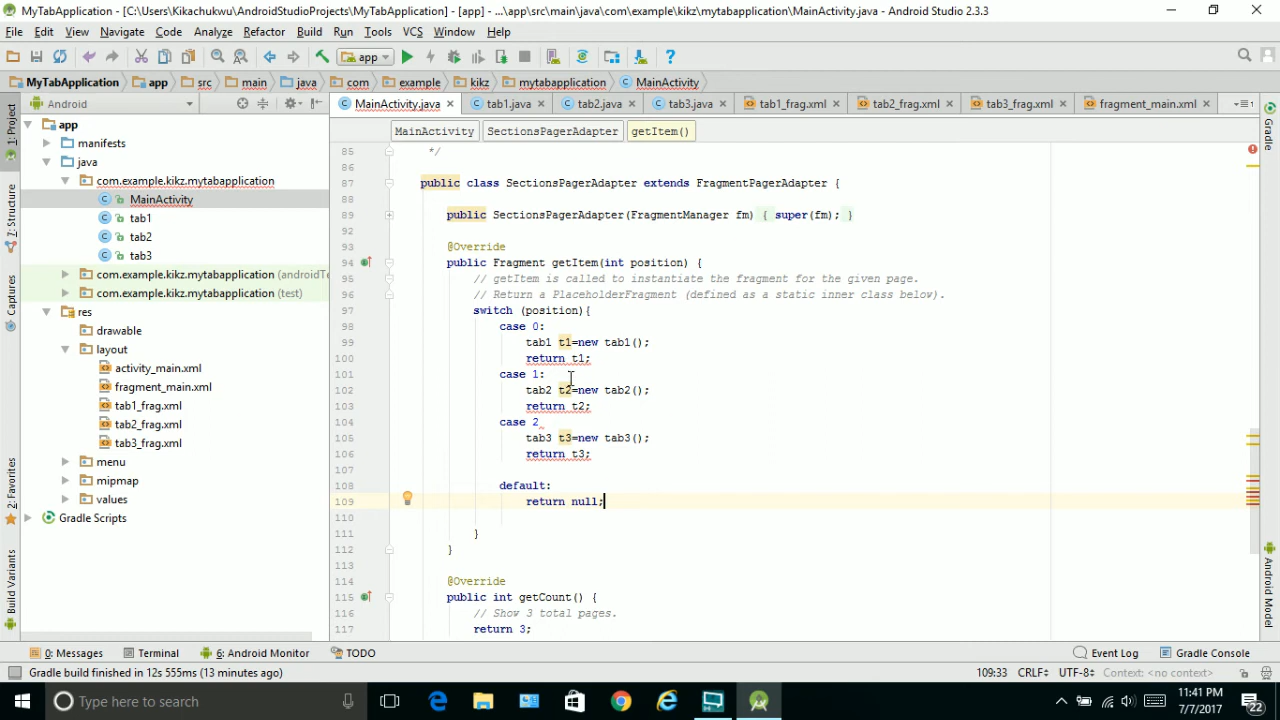 MyTabApplication - [C:\Users\Kikachukwu\AndroidStudioProjects\MyTabApplication] - [app] - ...\app\src\main\java\com\example\kikz\mytabapplication\MainActivity.java - Android Studio 2.3.3
File Edit View Navigate Code Analyze Refactor Build Run Tools VCS Window Help
app
MyTabApplication app src main java com example kikz mytabapplication MainActivity
Android
MainActivity.java tab1.java tab2.java tab3.java tab1_frag.xml tab2_frag.xml tab3_frag.xml fragment_main.xml
MainActivity SectionsPagerAdapter getItem()
1: Project
7: Structure
Captures
2: Favorites
Build Variants
app
manifests
java
com.example.kikz.mytabapplication
MainActivity
tab1
tab2
tab3
com.example.kikz.mytabapplication (androidTe
com.example.kikz.mytabapplication (test)
res
drawable
layout
activity_main.xml
fragment_main.xml
tab1_frag.xml
tab2_frag.xml
tab3_frag.xml
menu
mipmap
values
Gradle Scripts
85 */
86
87 public class SectionsPagerAdapter extends FragmentPagerAdapter {
88
89 public SectionsPagerAdapter(FragmentManager fm) { super(fm); }
92
93 @Override
94 public Fragment getItem(int position) {
95 // getItem is called to instantiate the fragment for the given page.
96 // Return a PlaceholderFragment (defined as a static inner class below).
97 switch (position){
98 case 0:
99 tab1 t1=new tab1();
100 return t1;
101 case 1:
102 tab2 t2=new tab2();
103 return t2;
104 case 2
105 tab3 t3=new tab3();
106 return t3;
107
108 default:
109 return null;
110
111 }
112 }
113
114 @Override
115 public int getCount() {
116 // Show 3 total pages.
117 return 3;
Gradle
Android Model
0: Messages Terminal 6: Android Monitor TODO Event Log Gradle Console
Gradle build finished in 12s 555ms (13 minutes ago) 109:33 CRLF UTF-8 Context: <no context>
Type here to search
11:41 PM
7/7/2017
22